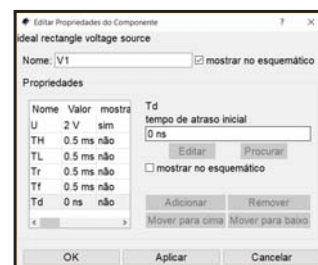 Editar Propriedades do Componente ? ×
ideal rectangle voltage source
Nome: V1 mostrar no esquemático
Propriedades
Nome Valor mostra
U 2 V sim
TH 0.5 ms não
TL 0.5 ms não
Tr 0.5 ms não
Tf 0.5 ms não
Td 0 ns não
Td
tempo de atraso inicial
0 ns
Editar Procurar
mostrar no esquemático
Adicionar Remover
Mover para cima Mover para baixo
OK Aplicar Cancelar